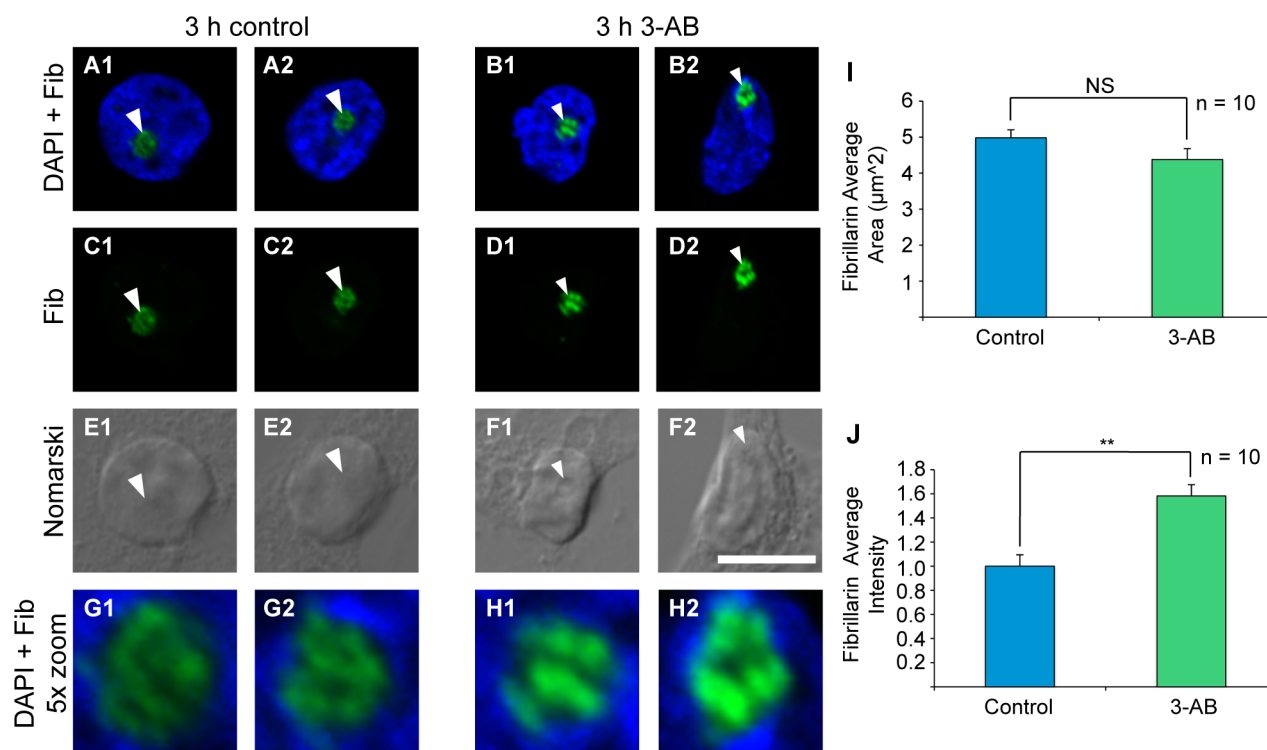 3 h control
3 h 3-AB
DAPI + Fib
A1
A2
B1
B2
Fib
C1
C2
D1
D2
Nomarski
E1
E2
F1
F2
DAPI + Fib
5x zoom
G1
G2
H1
H2
I
NS
n = 10
Fibrillarin Average
Area (µm^2)
6
5
4
3
2
1
Control
3-AB
J
**
n = 10
Fibrillarin Average
Intensity
1.8
1.6
1.4
1.2
1.0
0.8
0.6
0.4
0.2
Control
3-AB